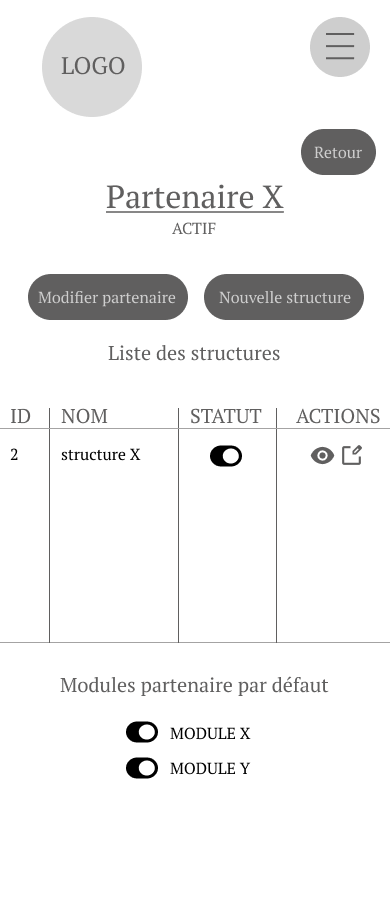 LOGO
Retour
Partenaire X
ACTIF
Modifier partenaire
Nouvelle structure
Liste des structures
ID NOM STATUT ACTIONS
2 structure X
Modules partenaire par défaut
MODULE X
MODULE Y